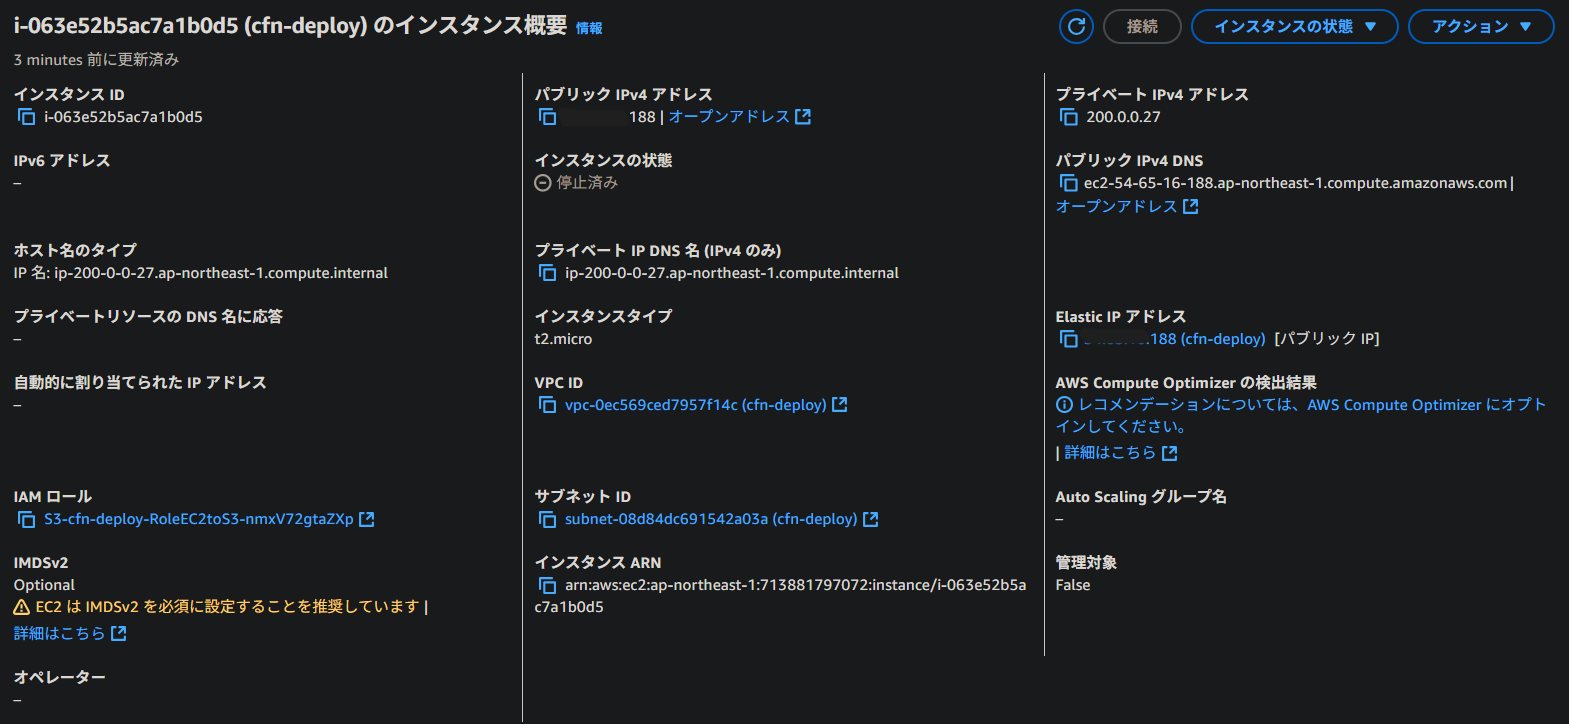 i-063e52b5ac7a1b0d5 (cfn-deploy) のインスタンス概要 情報
接続
インスタンスの状態 ▼
アクション ▼
3 minutes 前に更新済み
インスタンス ID
i-063e52b5ac7a1b0d5
パブリック IPv4 アドレス
188 | オープンアドレス
プライベート IPv4 アドレス
200.0.0.27
IPv6 アドレス
–
インスタンスの状態
停止済み
パブリック IPv4 DNS
ec2-54-65-16-188.ap-northeast-1.compute.amazonaws.com |
オープンアドレス
ホスト名のタイプ
IP 名: ip-200-0-0-27.ap-northeast-1.compute.internal
プライベート IP DNS 名 (IPv4 のみ)
ip-200-0-0-27.ap-northeast-1.compute.internal
プライベートリソースの DNS 名に応答
–
インスタンスタイプ
t2.micro
Elastic IP アドレス
.188 (cfn-deploy) [パブリック IP]
自動的に割り当てられた IP アドレス
–
VPC ID
vpc-0ec569ced7957f14c (cfn-deploy)
AWS Compute Optimizer の検出結果
レコメンデーションについては、AWS Compute Optimizer にオプト
インしてください。
| 詳細はこちら
IAM ロール
S3-cfn-deploy-RoleEC2toS3-nmxV72gtaZXp
サブネット ID
subnet-08d84dc691542a03a (cfn-deploy)
Auto Scaling グループ名
–
IMDSv2
Optional
EC2 は IMDSv2 を必須に設定することを推奨しています |
詳細はこちら
インスタンス ARN
arn:aws:ec2:ap-northeast-1:713881797072:instance/i-063e52b5a
c7a1b0d5
管理対象
False
オペレーター
–